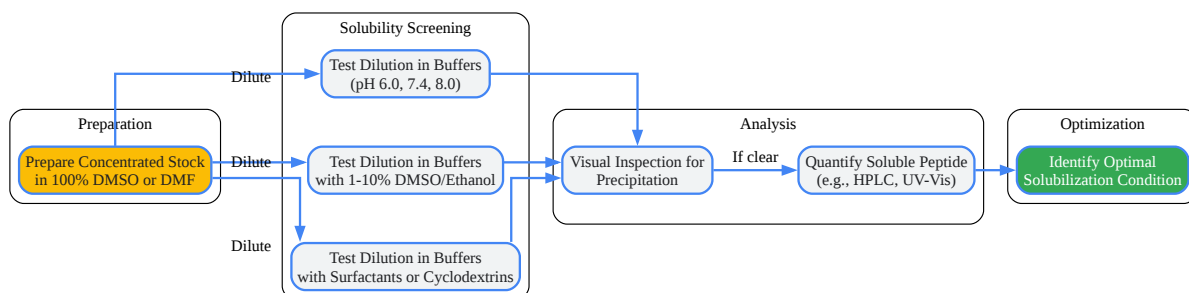 Solubility Screening
Dilute
Test Dilution in Buffers
(pH 6.0, 7.4, 8.0)
Preparation
Prepare Concentrated Stock
in 100% DMSO or DMF
Dilute
Test Dilution in Buffers
with 1-10% DMSO/Ethanol
Dilute
Test Dilution in Buffers
with Surfactants or Cyclodextrins
Analysis
Visual Inspection for
Precipitation
If clear
Quantify Soluble Peptide
(e.g., HPLC, UV-Vis)
Optimization
Identify Optimal
Solubilization Condition